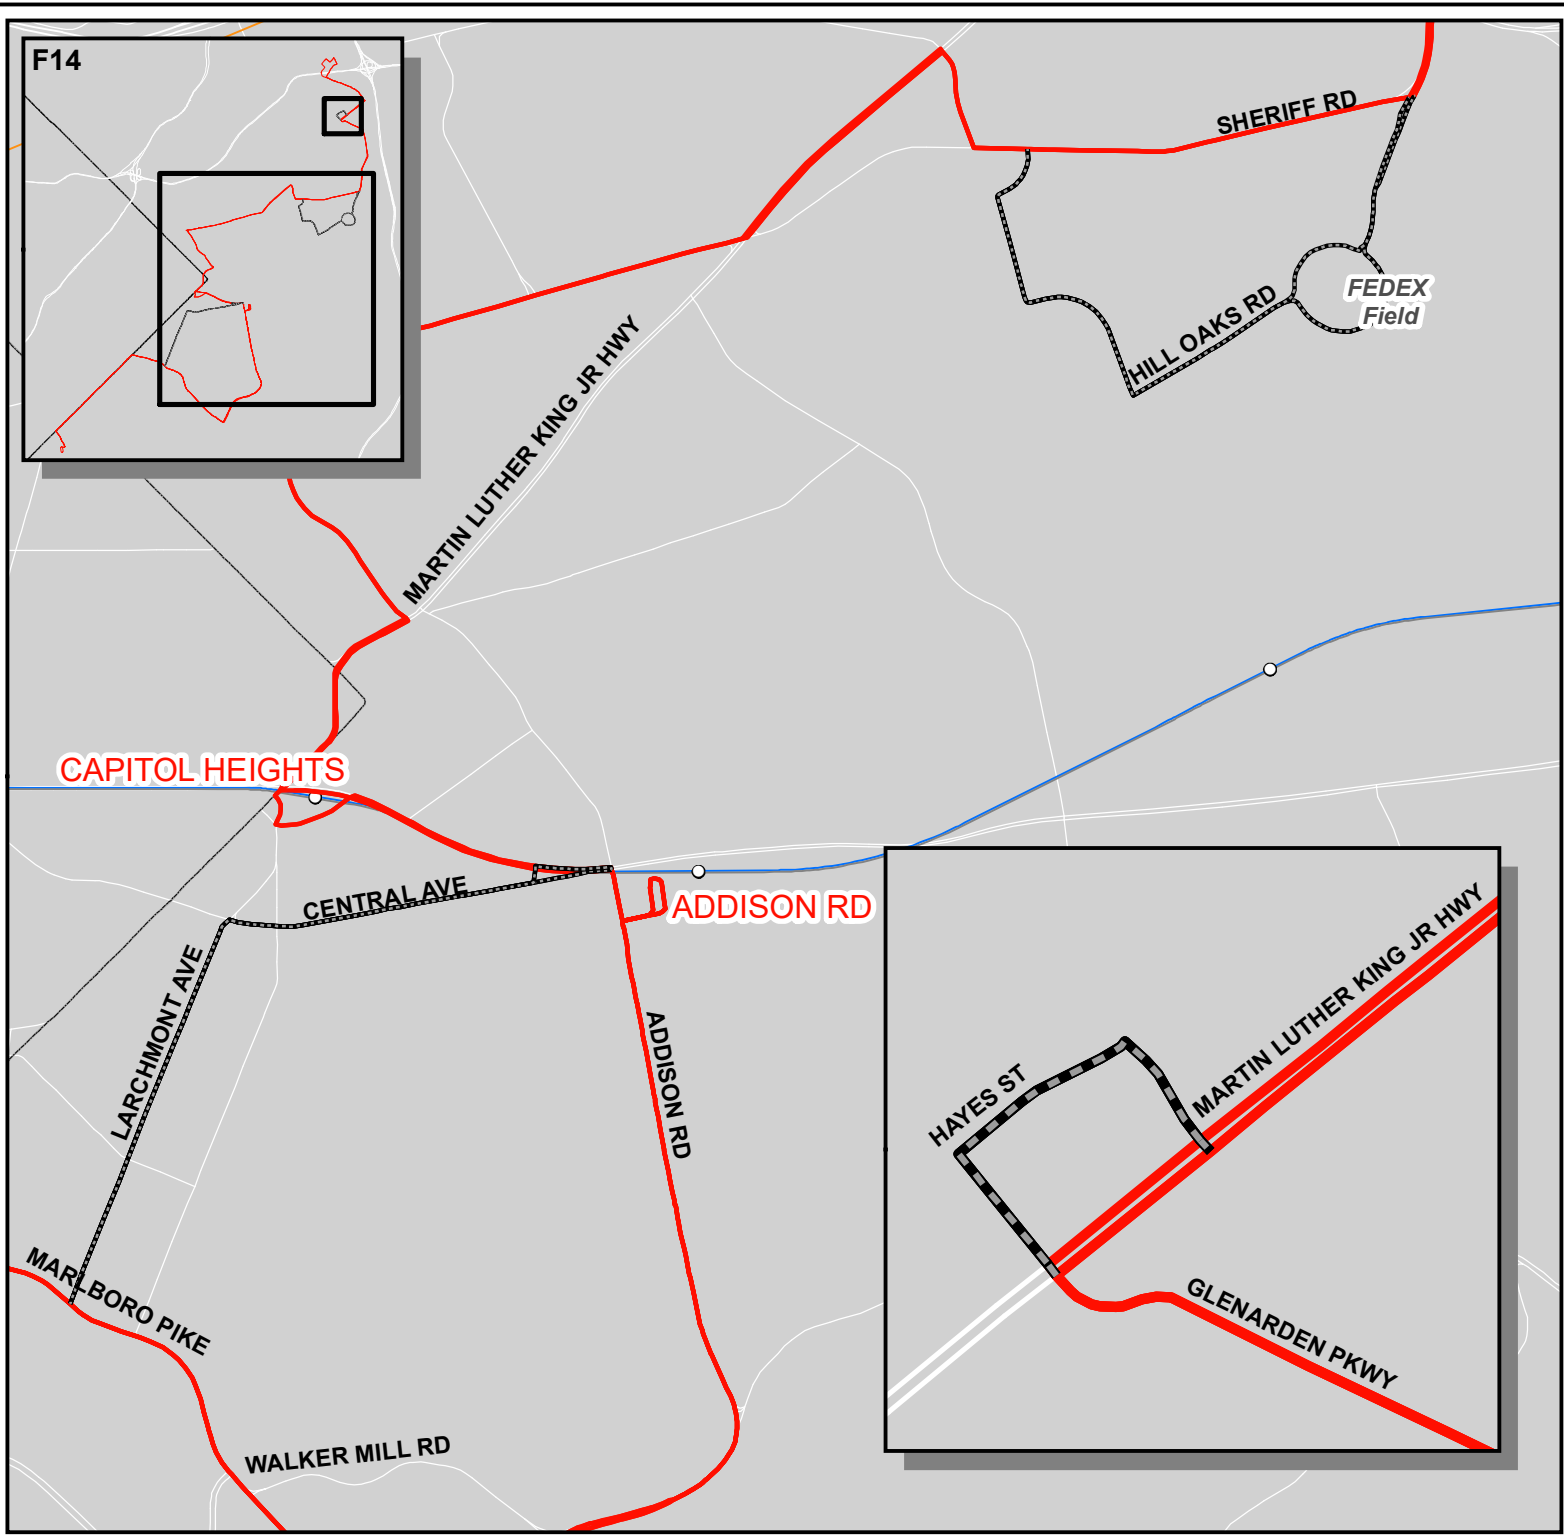 F14
SHERIFF RD
FEDEX
Field
HILL OAKS RD
MARTIN LUTHER KING JR HWY
CAPITOL HEIGHTS
CENTRAL AVE
ADDISON RD
LARCHMONT AVE
ADDISON RD
MARTIN LUTHER KING JR HWY
HAYES ST
GLENARDEN PKWY
MARLBORO PIKE
WALKER MILL RD